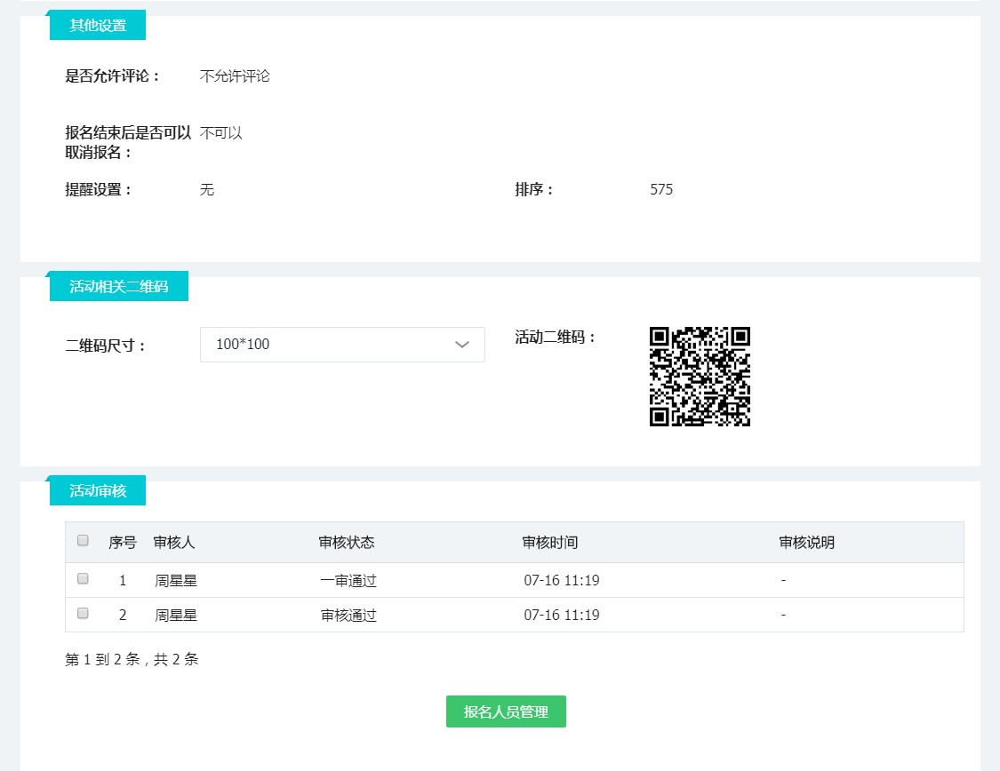 其他设置
是否允许评论：
不允许评论
报名结束后是否可以
取消报名：
不可以
提醒设置：
无
排序：
575
活动相关二维码
二维码尺寸：
100*100
活动二维码：
活动审核
序号 审核人 审核状态 审核时间 审核说明
1 周星星 一审通过 07-16 11:19 -
2 周星星 审核通过 07-16 11:19 -
第 1 到 2 条，共 2 条
报名人员管理